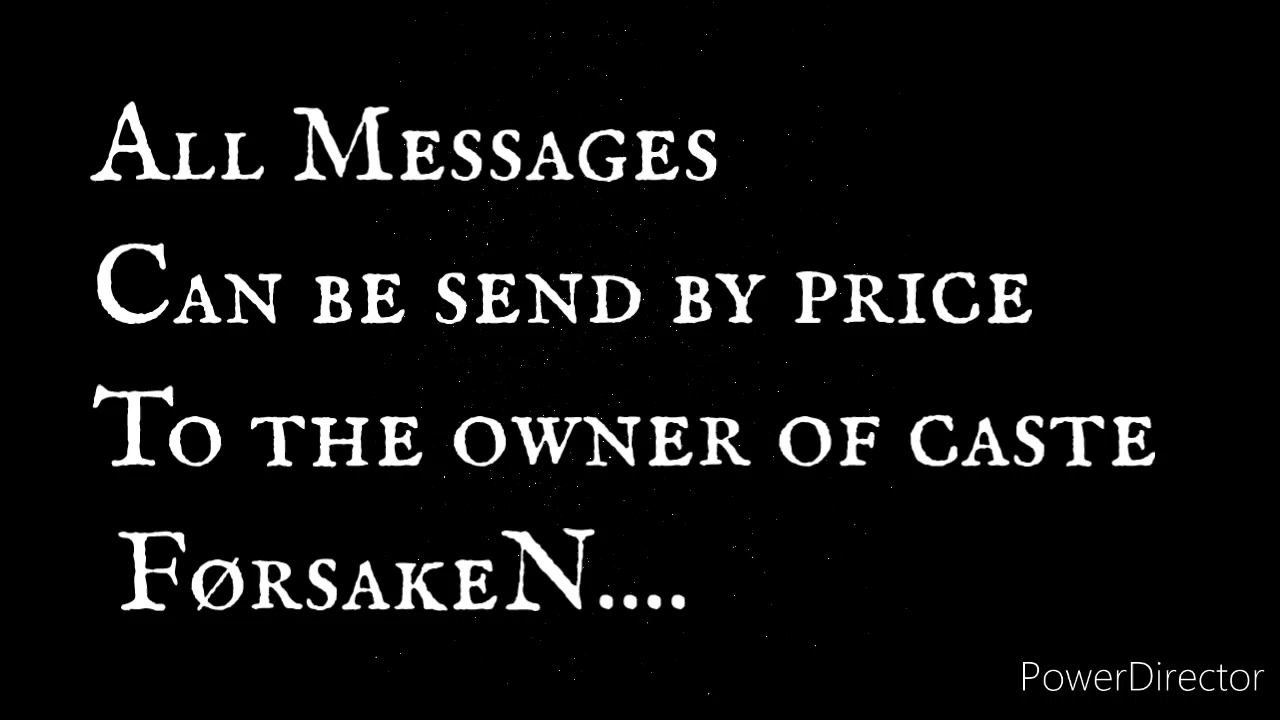 All Messages
Can be send by price
To the owner of caste
FørsakeN....
PowerDirector